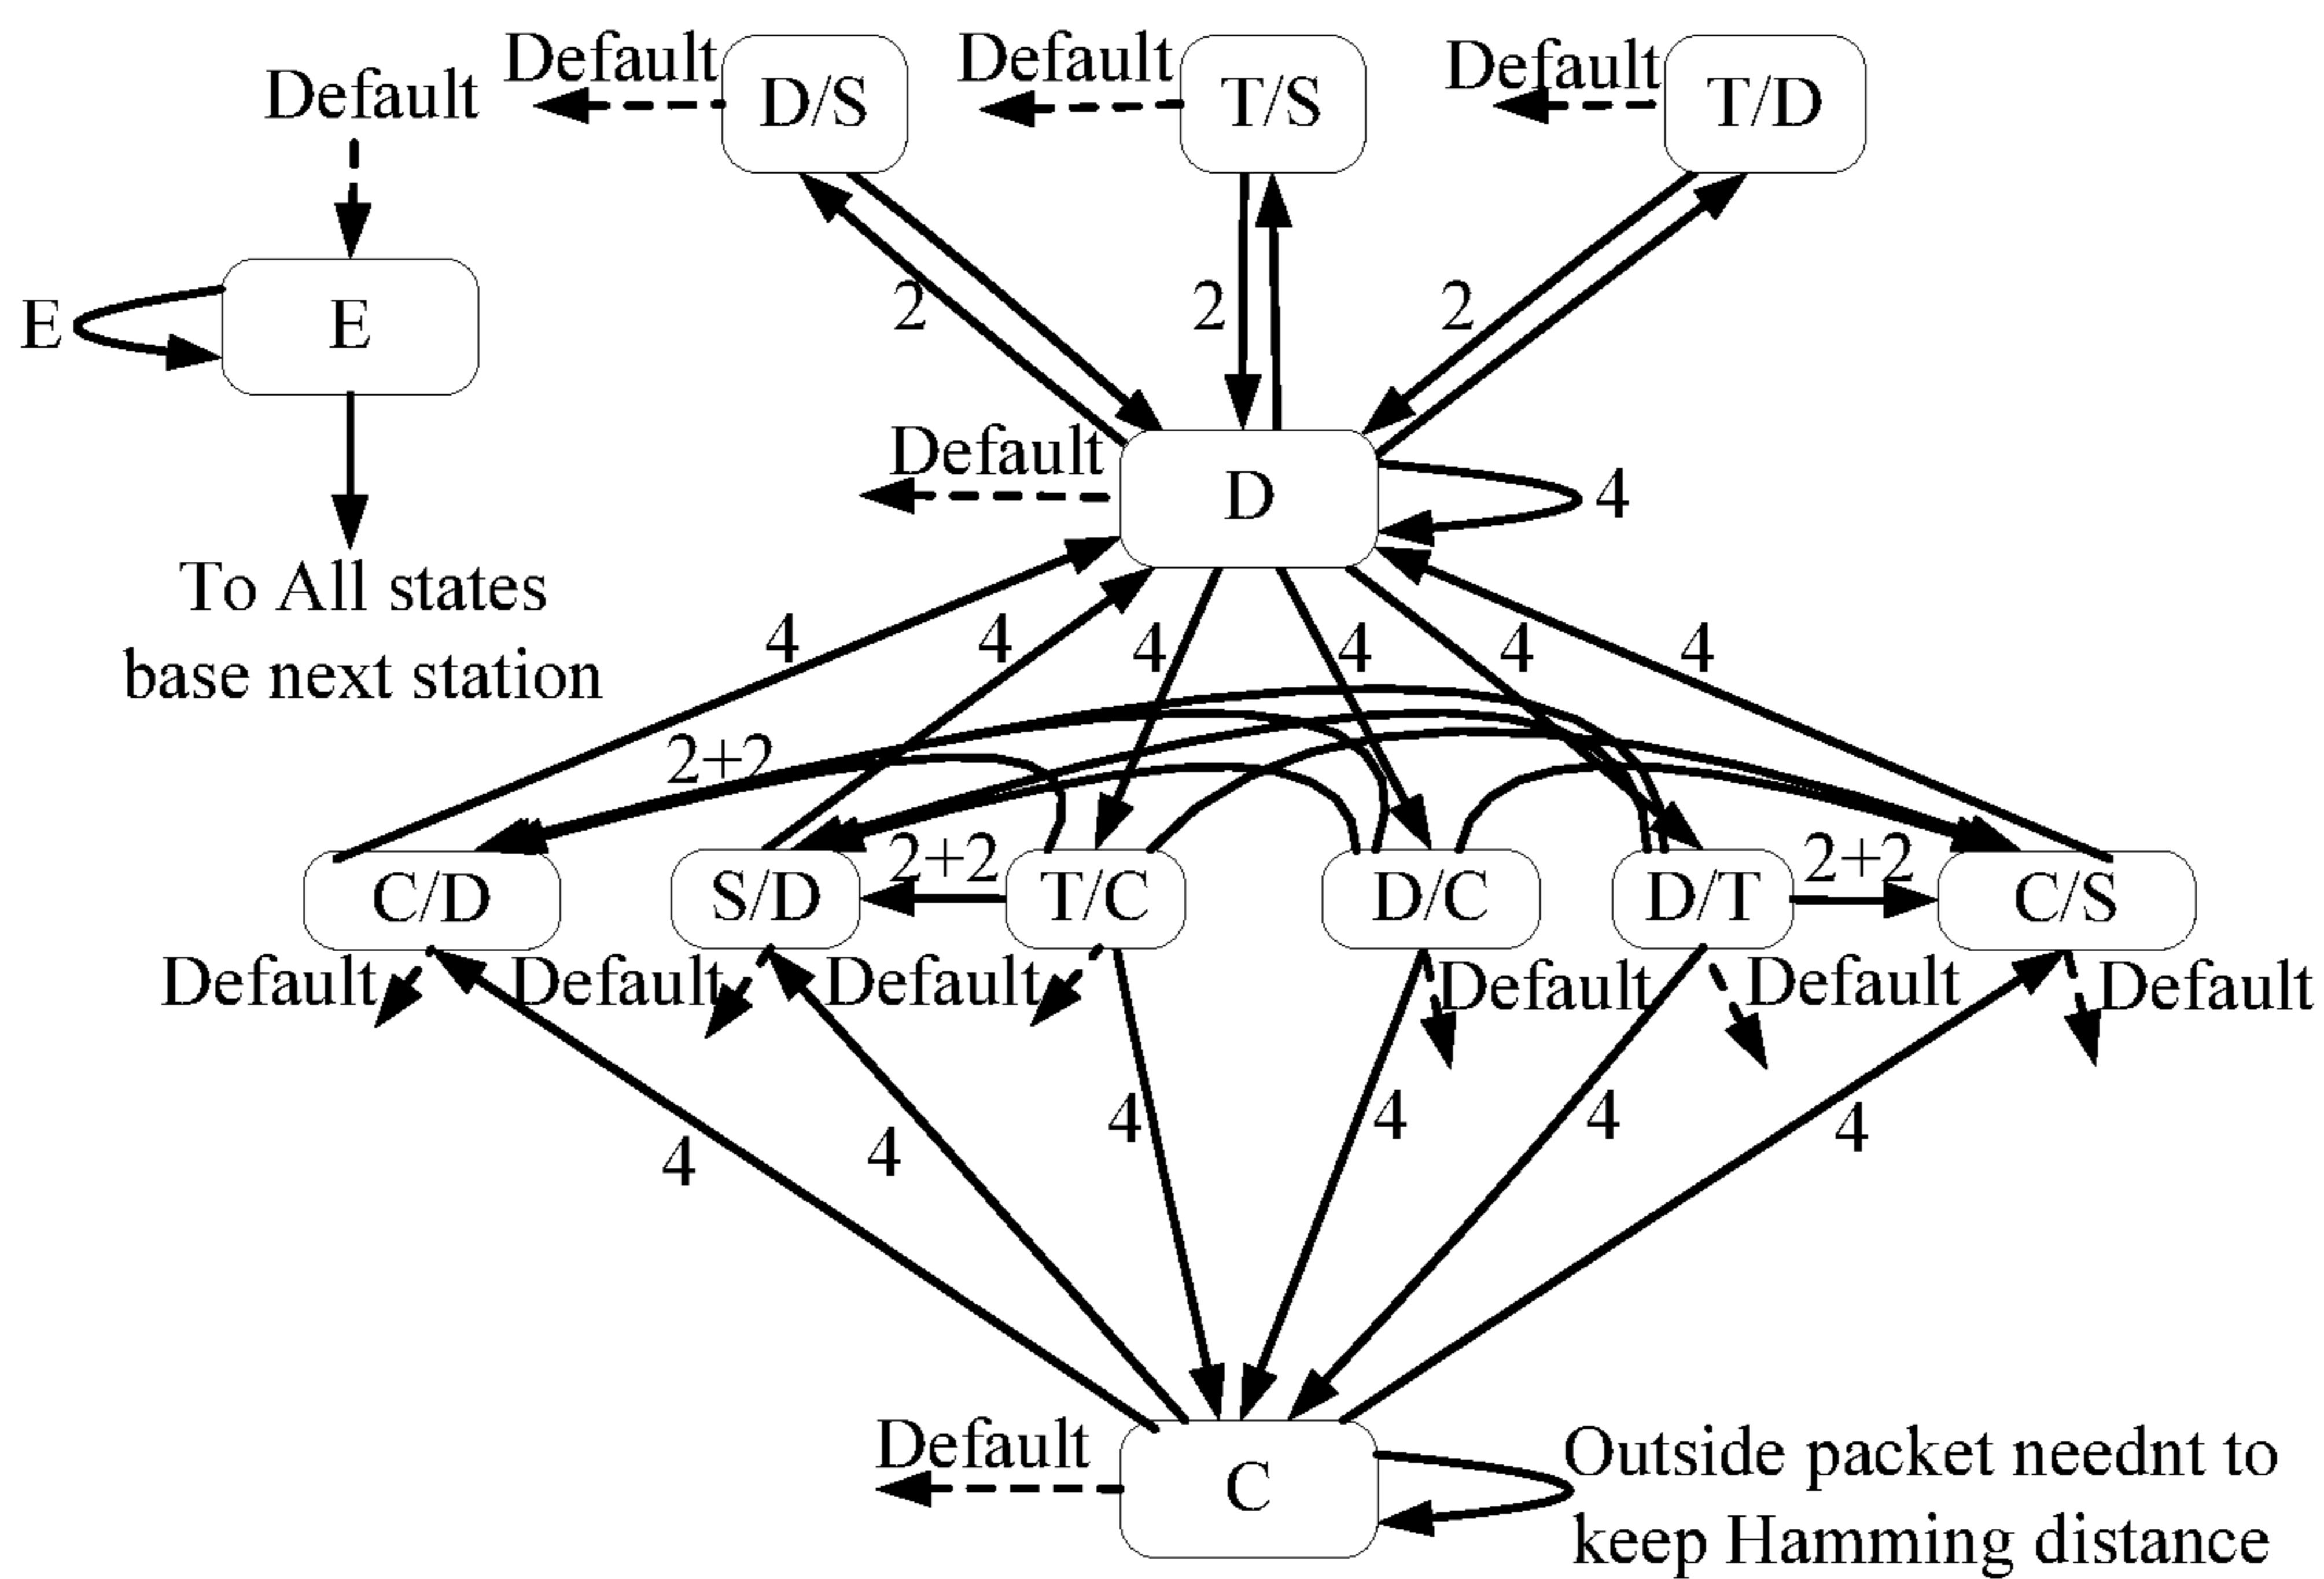 Default
Default
Default
Default
D/S
T/S
T/D
E
E
2
2
2
Default
D
4
To All states
base next station
4
4
4
4
4
4
2+2
2+2
2+2
C/D
S/D
T/C
D/C
D/T
C/S
Default
Default
Default
Default
Default
Default
4
4
4
4
4
4
Default
C
Outside packet neednt to
keep Hamming distance